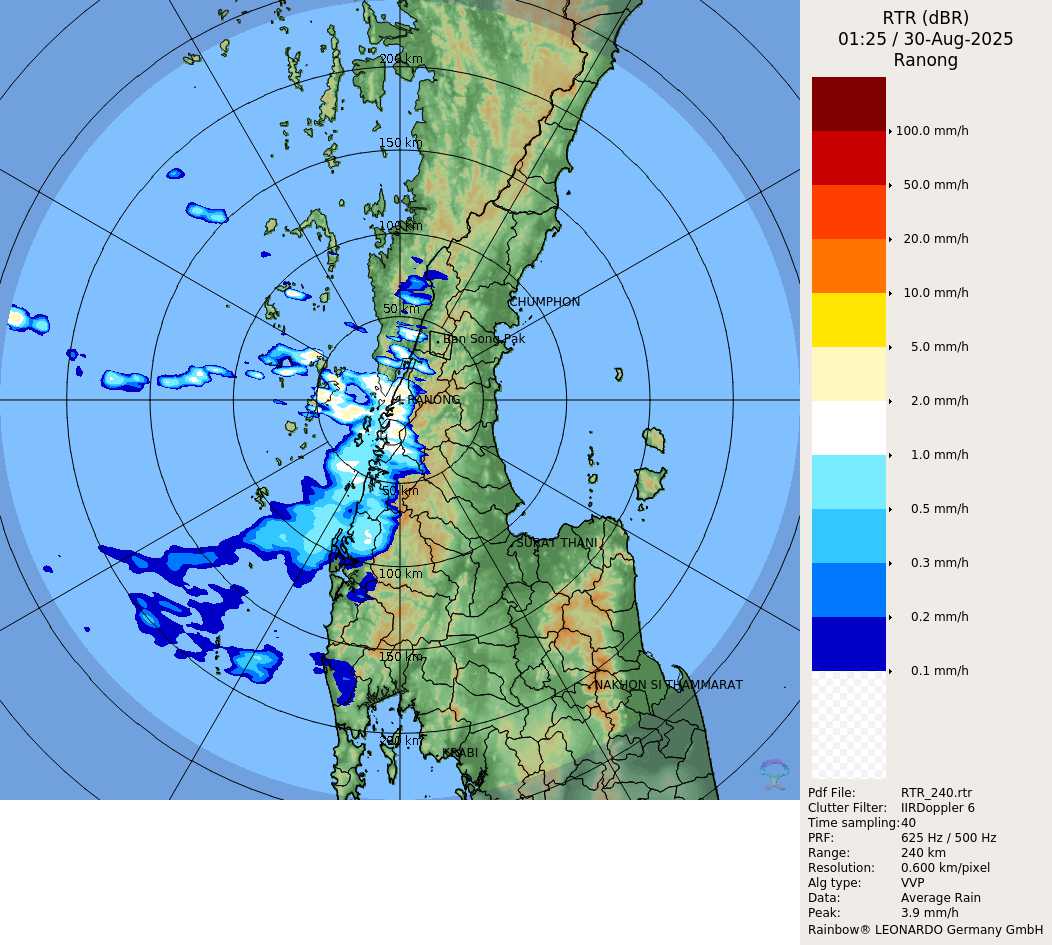 200 km
150 km
100 km
50 km
CHUMPHON
Ban Song Pak
RANONG
50 km
SURAT THANI
100 km
150 km
NAKHON SI THAMMARAT
200 km
KRABI
RTR (dBR)
01:25 / 30-Aug-2025
Ranong
100.0 mm/h
50.0 mm/h
20.0 mm/h
10.0 mm/h
5.0 mm/h
2.0 mm/h
1.0 mm/h
0.5 mm/h
0.3 mm/h
0.2 mm/h
0.1 mm/h
Pdf File: RTR_240.rtr
Clutter Filter: IIRDoppler 6
Time sampling:40
PRF: 625 Hz / 500 Hz
Range: 240 km
Resolution: 0.600 km/pixel
Alg type: VVP
Data: Average Rain
Peak: 3.9 mm/h
Rainbow® LEONARDO Germany GmbH